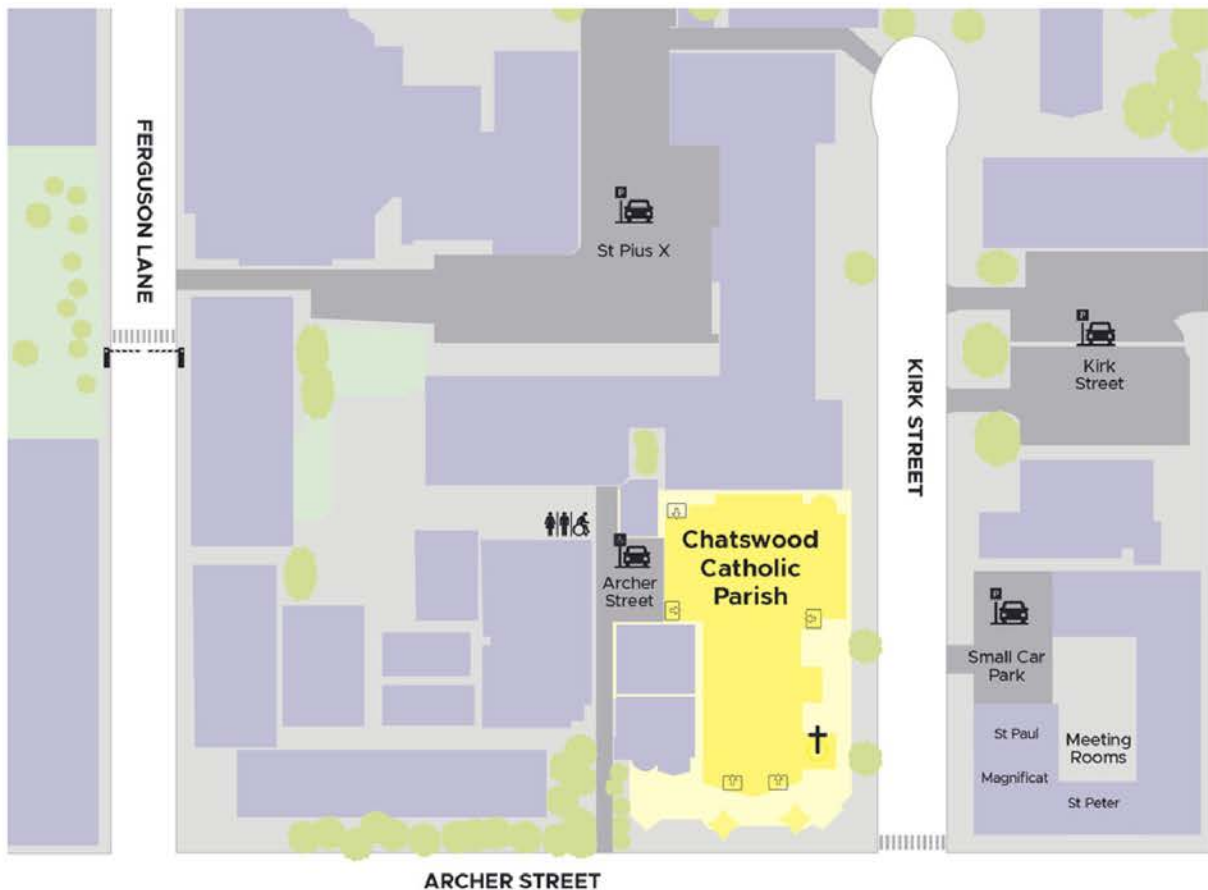 FERGUSON LANE
P
St Pius X
KIRK STREET
P
Kirk
Street
Chatswood
Catholic
Parish
Archer
Street
P
Small Car
Park
St Paul
Meeting
Rooms
Magnificat
St Peter
ARCHER STREET